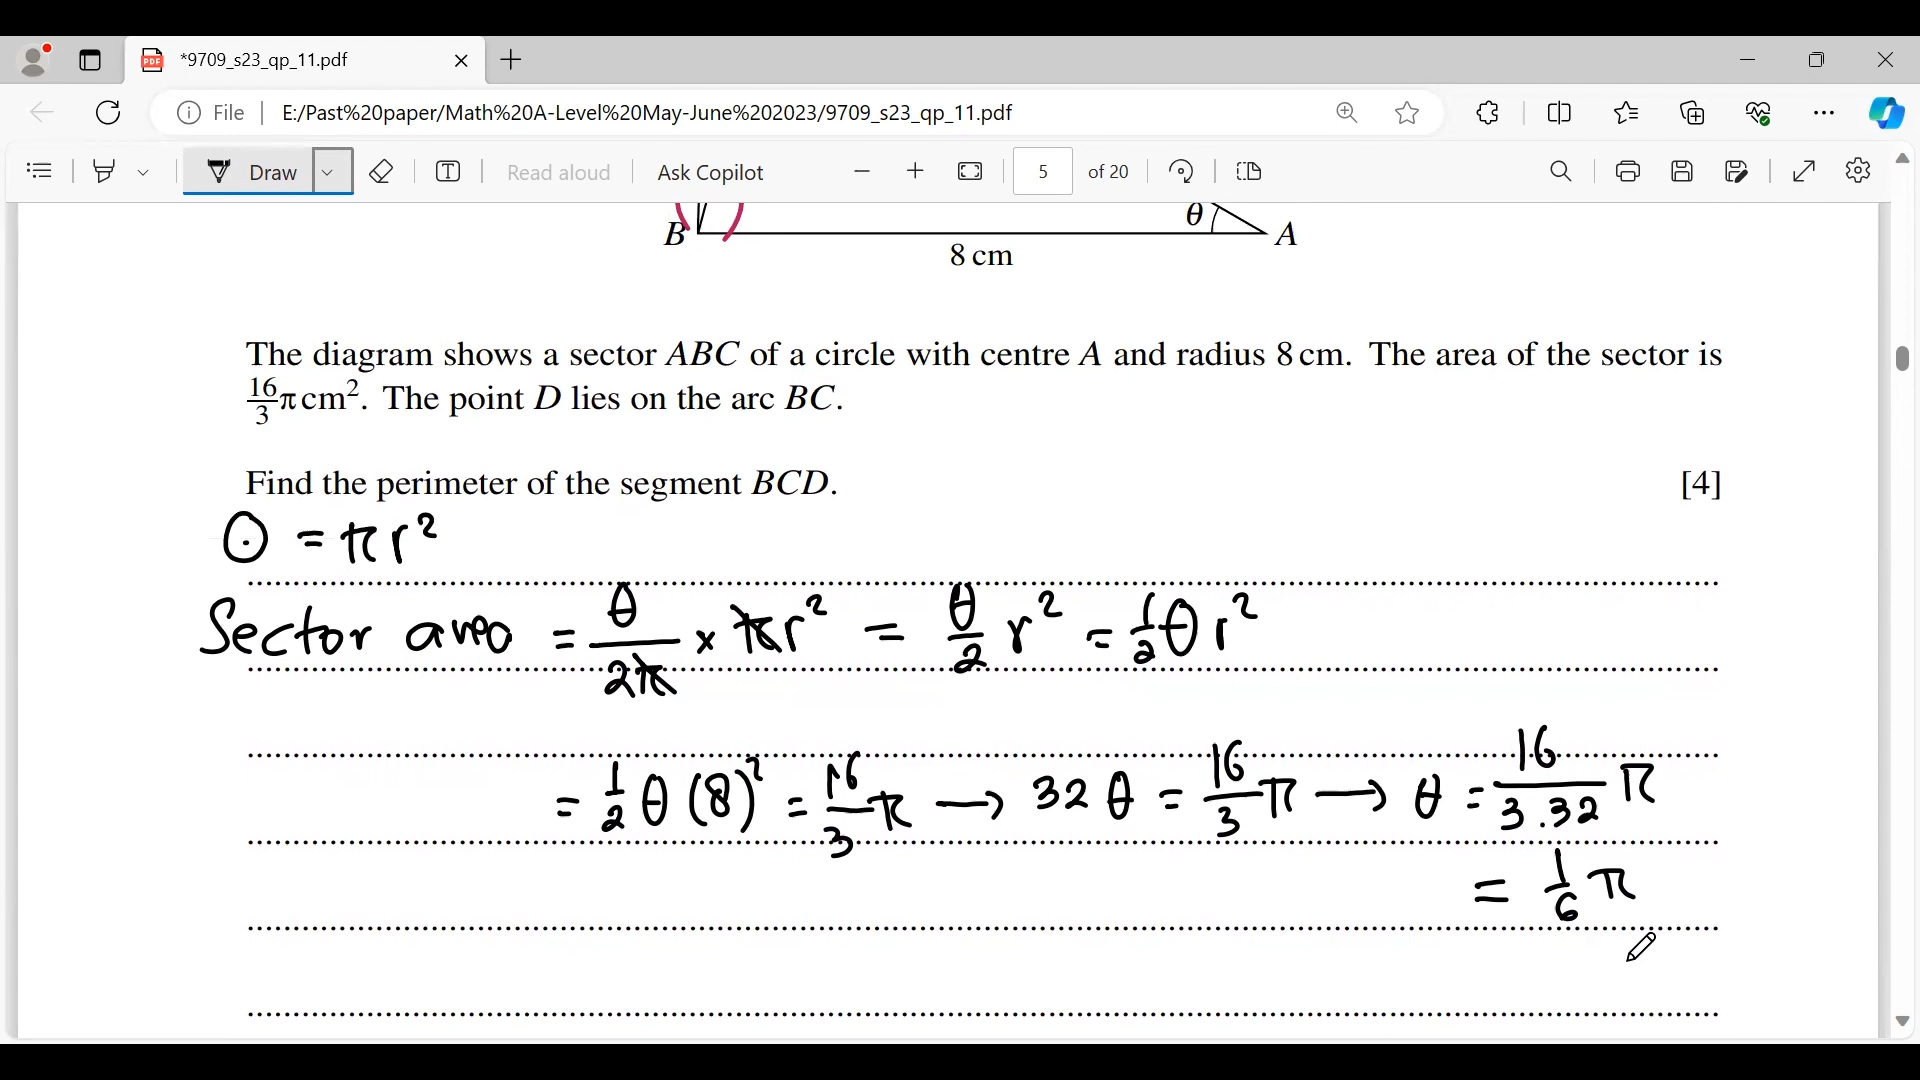 *9709_s23_qp_11.pdf
File E:/Past%20paper/Math%20A-Level%20May-June%202023/9709_s23_qp_11.pdf
Draw Read aloud Ask Copilot 5 of 20
B θ A
8 cm
The diagram shows a sector ABC of a circle with centre A and radius 8 cm. The area of the sector is
16/3 π cm². The point D lies on the arc BC.
Find the perimeter of the segment BCD. [4]
⊙ = πr²
Sector area = θ/2π × πr² = θ/2 r² = 1/2 θ r²
= 1/2 θ (8)² = 16/3 π → 32 θ = 16/3 π → θ = 16/3.32 π
= 1/6 π